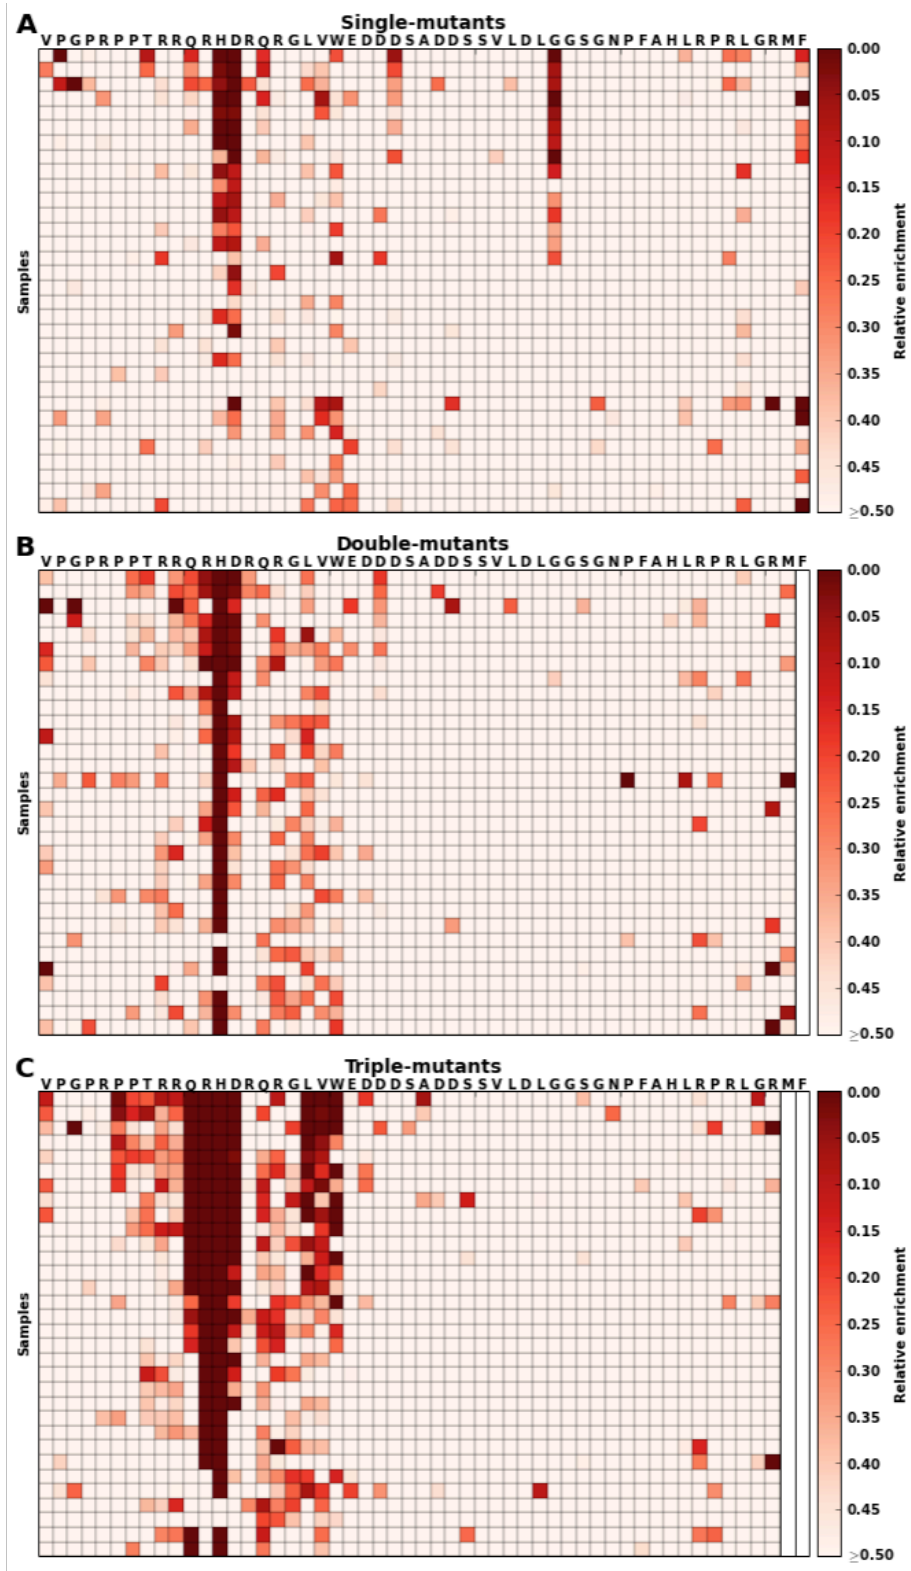 A
Single-mutants
V P G P R P P T R R Q R H D R Q R G L V W E D D D S A D D S S V L D L G G S G N P F A H L R P R L G R M F
Samples
0.00
0.05
0.10
0.15
0.20
0.25
0.30
0.35
0.40
0.45
≥0.50
Relative enrichment
B
Double-mutants
V P G P R P P T R R Q R H D R Q R G L V W E D D D S A D D S S V L D L G G S G N P F A H L R P R L G R M F
Samples
0.00
0.05
0.10
0.15
0.20
0.25
0.30
0.35
0.40
0.45
≥0.50
Relative enrichment
C
Triple-mutants
V P G P R P P T R R Q R H D R Q R G L V W E D D D S A D D S S V L D L G G S G N P F A H L R P R L G R M F
Samples
0.00
0.05
0.10
0.15
0.20
0.25
0.30
0.35
0.40
0.45
≥0.50
Relative enrichment